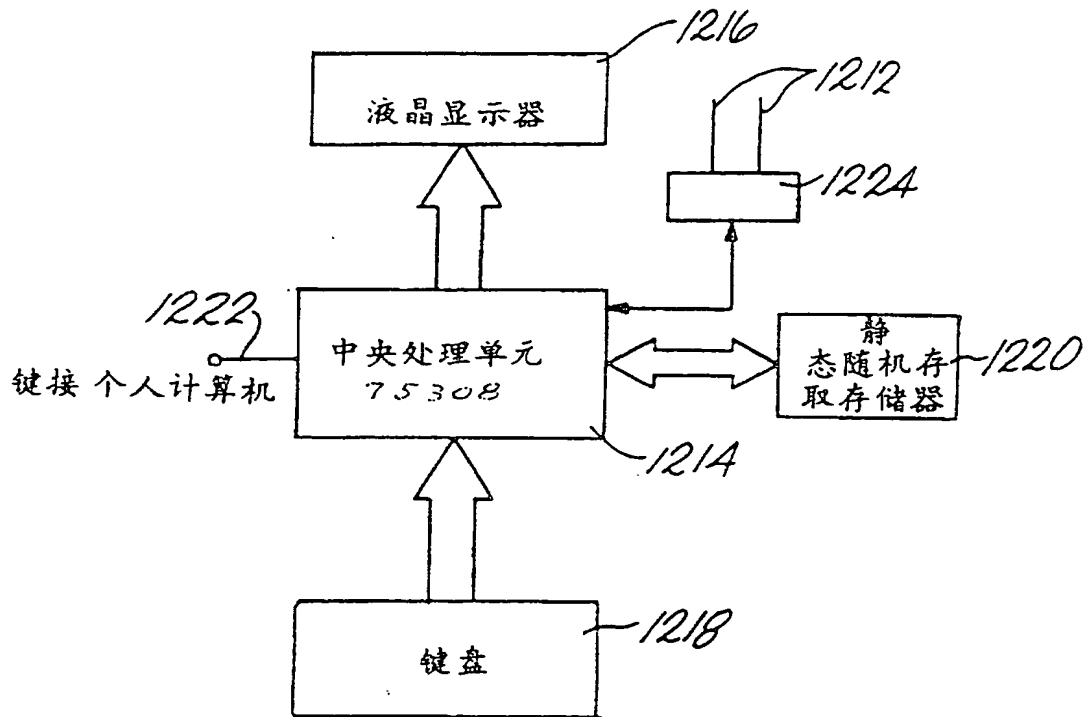 1216
液晶显示器
1212
1224
1222
键接个人计算机
中央处理单元
75308
1214
静
态随机存
取存储器
1220
1218
键盘